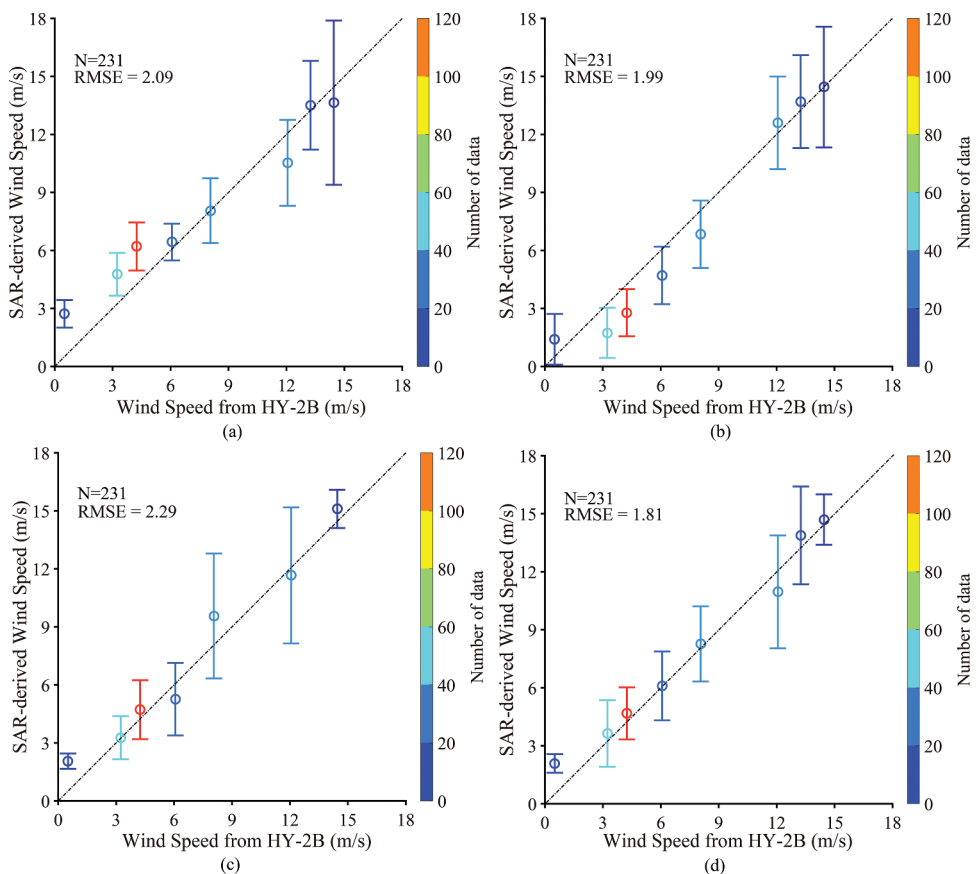 N=231
RMSE = 2.09
SAR-derived Wind Speed (m/s)
18
15
12
9
6
3
0
0 3 6 9 12 15 18
Wind Speed from HY-2B (m/s)
120
100
80
60
40
20
0
Number of data
(a)
N=231
RMSE = 1.99
SAR-derived Wind Speed (m/s)
18
15
12
9
6
3
0
0 3 6 9 12 15 18
Wind Speed from HY-2B (m/s)
120
100
80
60
40
20
0
Number of data
(b)
N=231
RMSE = 2.29
SAR-derived Wind Speed (m/s)
18
15
12
9
6
3
0
0 3 6 9 12 15 18
Wind Speed from HY-2B (m/s)
120
100
80
60
40
20
0
Number of data
(c)
N=231
RMSE = 1.81
SAR-derived Wind Speed (m/s)
18
15
12
9
6
3
0
0 3 6 9 12 15 18
Wind Speed from HY-2B (m/s)
120
100
80
60
40
20
0
Number of data
(d)